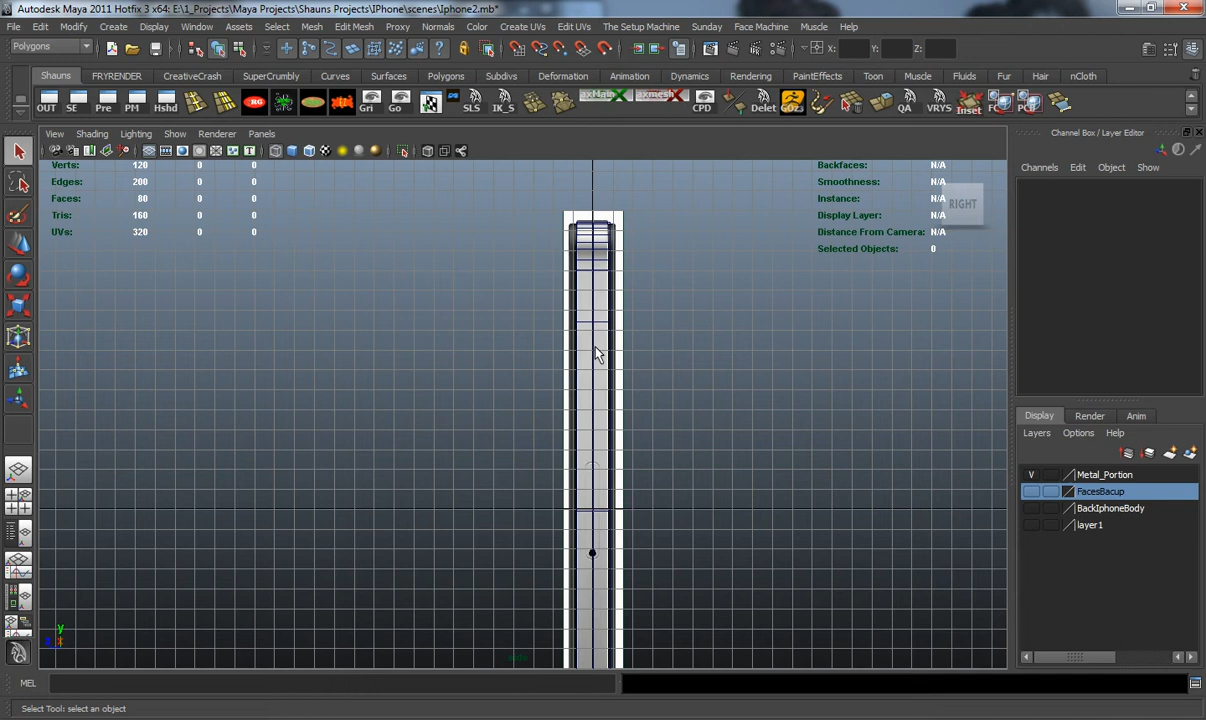 Autodesk Maya 2011 Hotfix 3 x64: E:\1_Projects\Maya Projects\Shauns Projects\IPhone\scenes\Iphone2.mb*
File Edit Modify Create Display Window Assets Select Mesh Edit Mesh Proxy Normals Color Create UVs Edit UVs The Setup Machine Sunday Face Machine Muscle Help
Polygons X: Y: Z:
Shauns FRYRENDER CreativeCrash SuperCrumbly Curves Surfaces Polygons Subdivs Deformation Animation Dynamics Rendering PaintEffects Toon Muscle Fluids Fur Hair nCloth
OUT SE Pre PM Hshd RG Gri Go SLS IK_S axMain axmesh CPD Delet GOZ3 QA VRYS Inset
View Shading Lighting Show Renderer Panels
Channel Box / Layer Editor
Channels Edit Object Show
Verts: 120 0 0
Edges: 200 0 0
Faces: 80 0 0
Tris: 160 0 0
UVs: 320 0 0
Backfaces: N/A
Smoothness: N/A
Instance: N/A
Display Layer: N/A
Distance From Camera: N/A
Selected Objects: 0
RIGHT
Display Render Anim
Layers Options Help
V Metal_Portion
FacesBacup
BackIphoneBody
layer1
y
x
MEL
Select Tool: select an object